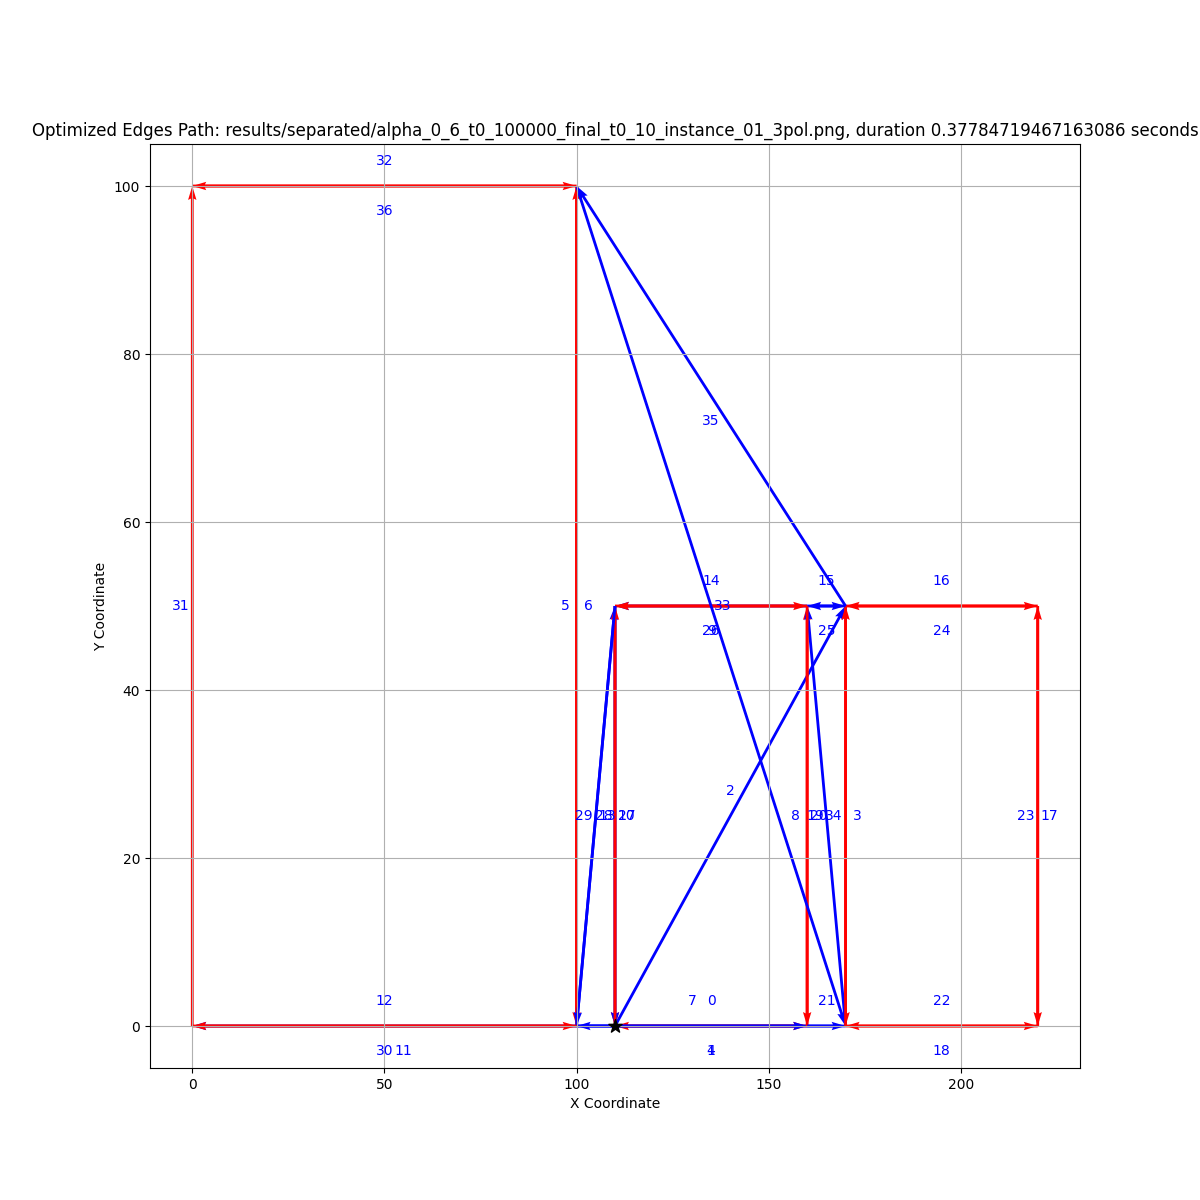 Optimized Edges Path: results/separated/alpha_0_6_t0_100000_final_t0_10_instance_01_3pol.png, duration 0.37784719467163086 seconds
32
100
36
80
35
60
14 15 16
31 5 6 33
25 24
40
2
20
29 8 3 23 17
12 7 0 21 22
0
30 11 18
0 50 100 150 200
X Coordinate
Y Coordinate